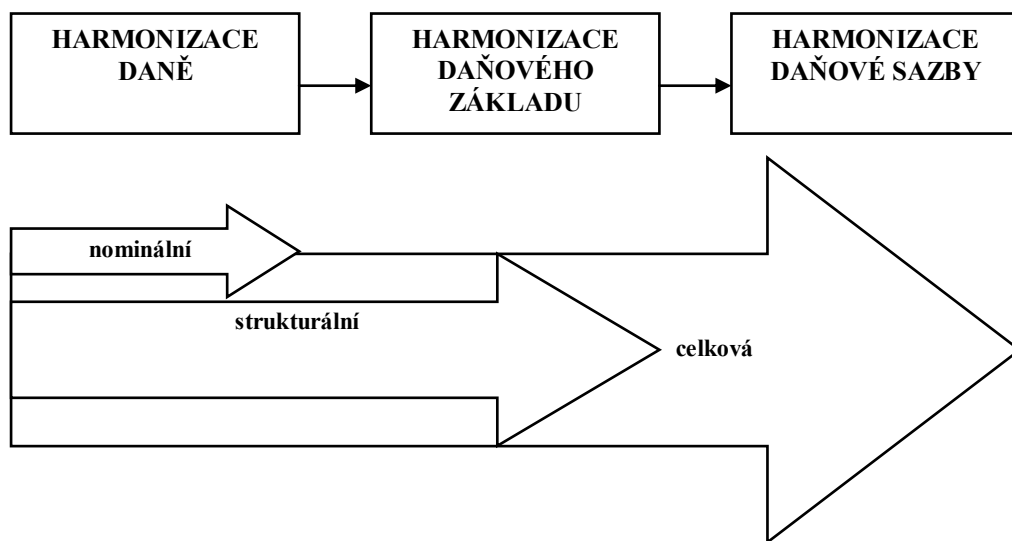 HARMONIZACE
DANĚ
HARMONIZACE
DAŇOVÉHO
ZÁKLADU
HARMONIZACE
DAŇOVÉ SAZBY
nominální
strukturální
celková